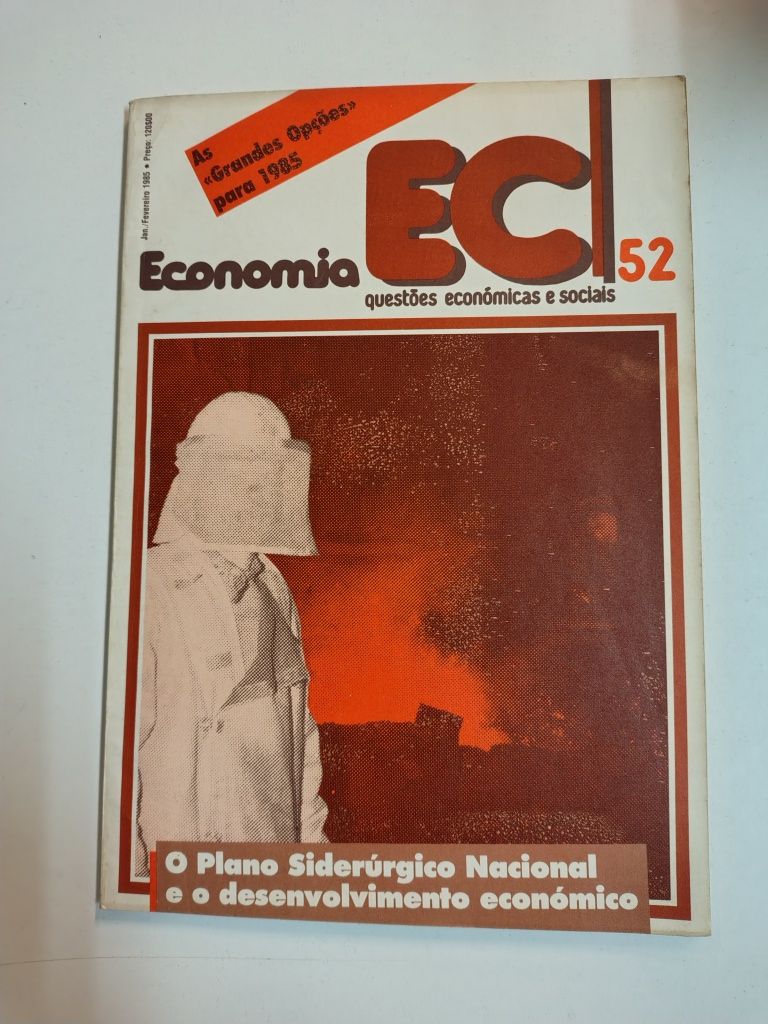 Jan./Fevereiro 1985 • Preço: 120$00
As
«Grandes Opções»
para 1985
Economia EC
52
questões económicas e sociais
O Plano Siderúrgico Nacional
e o desenvolvimento económico